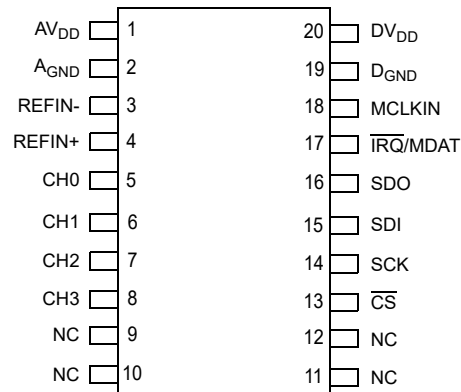 AVDD 1 20 DVDD
AGND 2 19 DGND
REFIN- 3 18 MCLKIN
REFIN+ 4 17 IRQ/MDAT
CH0 5 16 SDO
CH1 6 15 SDI
CH2 7 14 SCK
CH3 8 13 CS
NC 9 12 NC
NC 10 11 NC